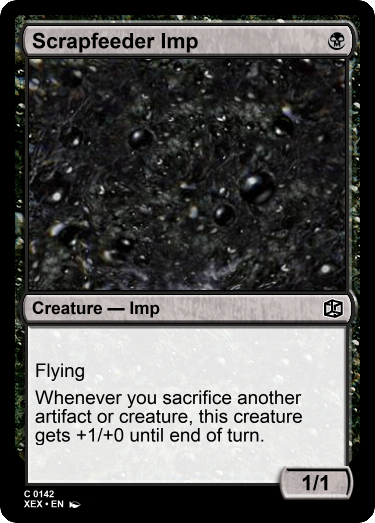 Scrapfeeder Imp
Creature — Imp
Flying
Whenever you sacrifice another
artifact or creature, this creature
gets +1/+0 until end of turn.
1/1
C 0142
XEX • EN